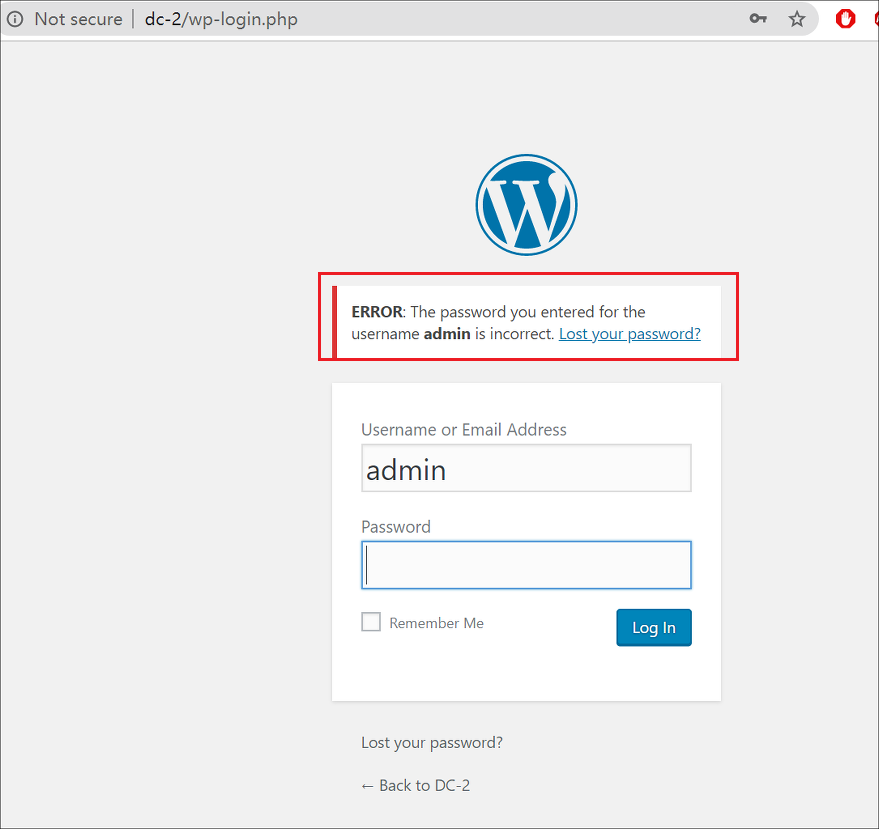 Not secure | dc-2/wp-login.php
ERROR: The password you entered for the
username admin is incorrect. Lost your password?
Username or Email Address
admin
Password
Remember Me
Log In
Lost your password?
← Back to DC-2